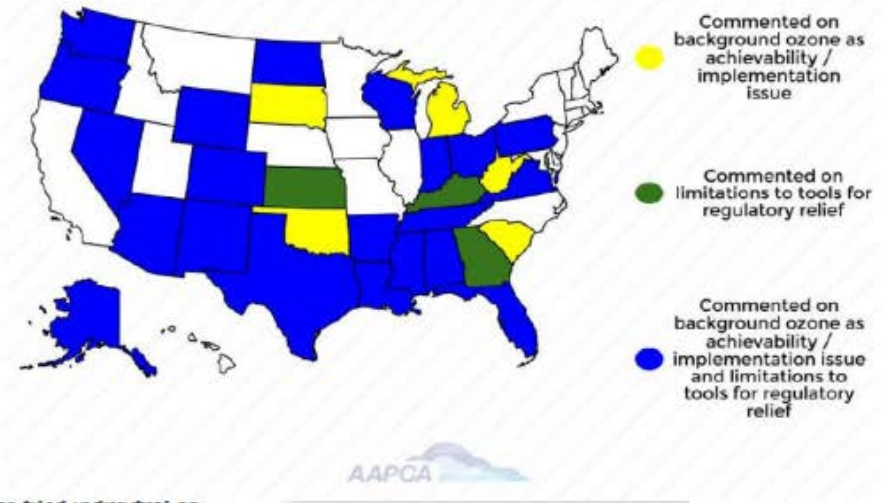 Commented on
background ozone as
achievability /
implementation
issue
Commented on
limitations to tools for
regulatory relief
Commented on
background ozone as
achievability /
implementation issue
and limitations to
tools for regulatory
relief
AAPCA